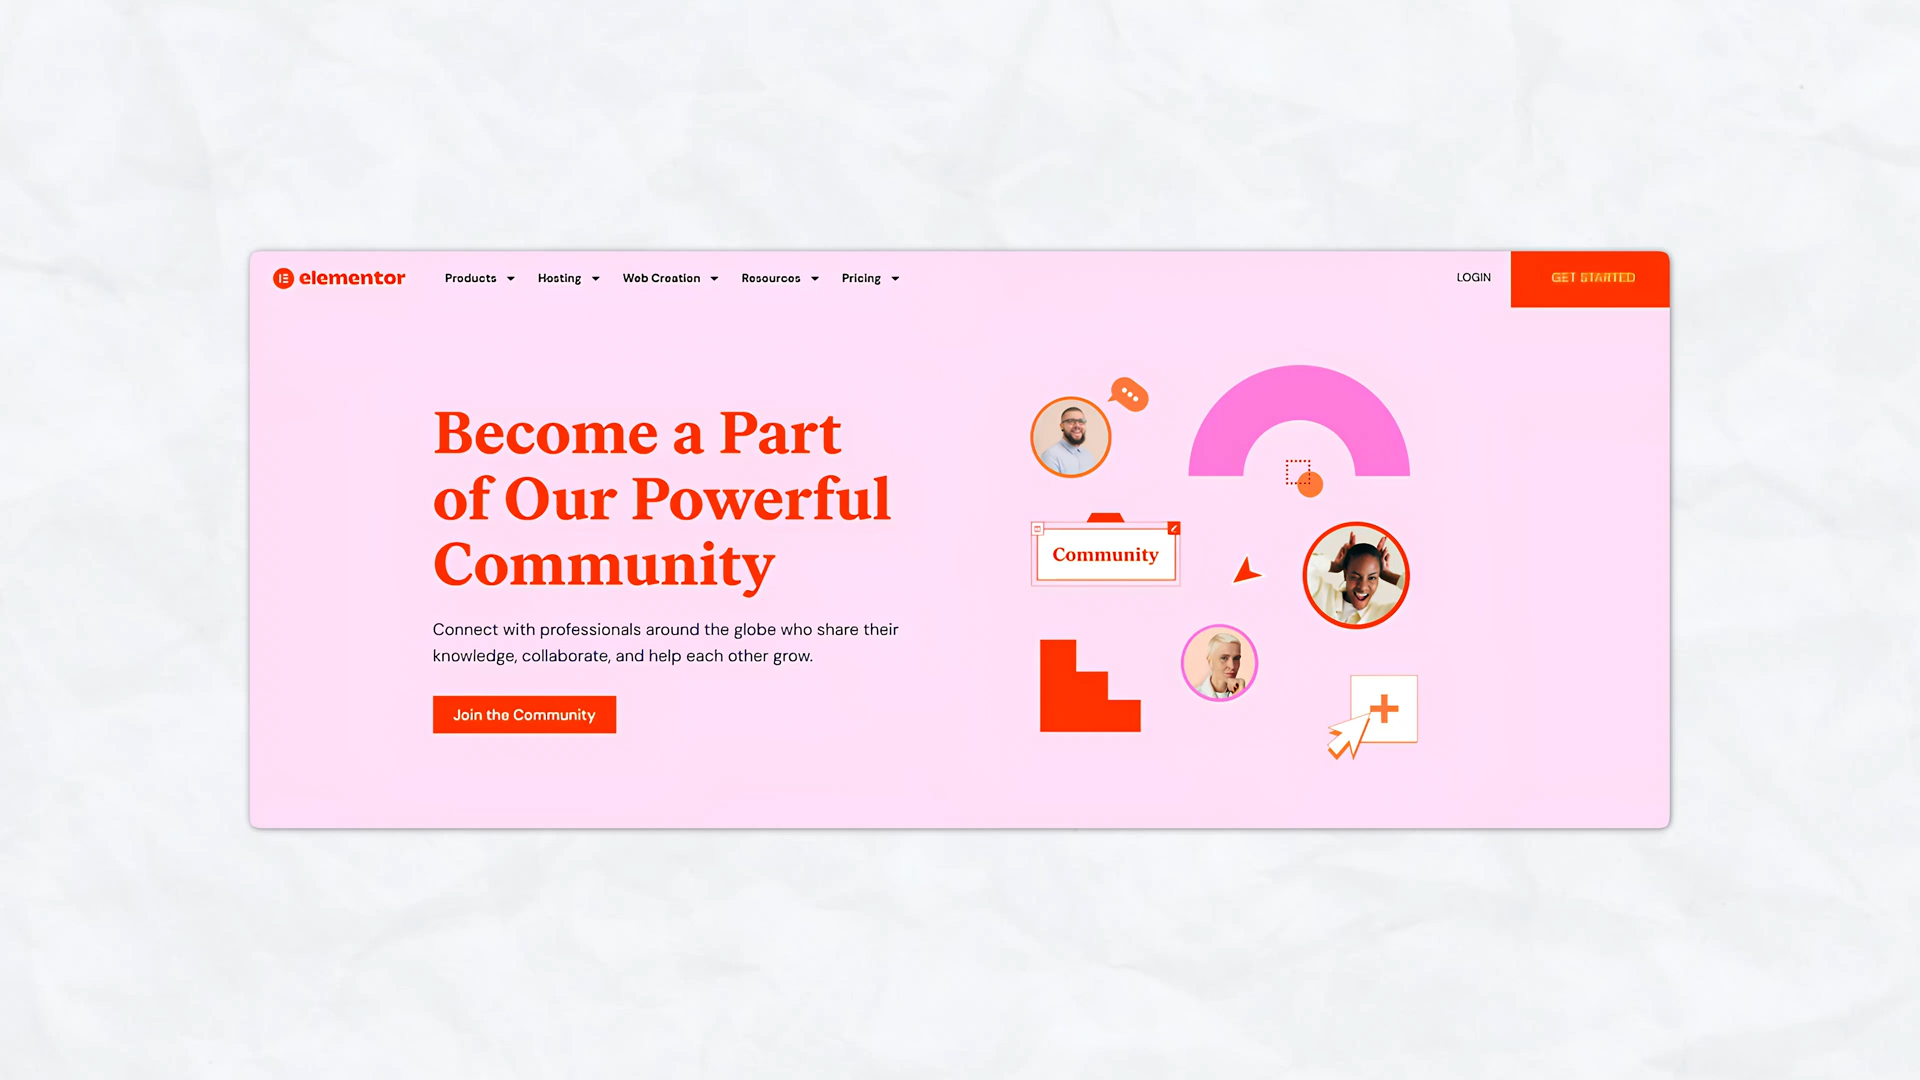 elementor
Products
Hosting
Web Creation
Resources
Pricing
LOGIN
GET STARTED
Become a Part
of Our Powerful
Community
Connect with professionals around the globe who share their
knowledge, collaborate, and help each other grow.
Join the Community
Community